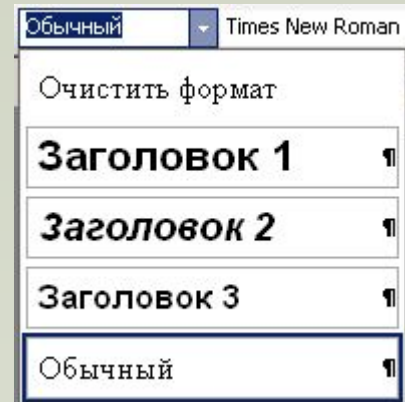 Обычный Times New Roman
Очистить формат
Заголовок 1 ¶
Заголовок 2 ¶
Заголовок 3 ¶
Обычный ¶